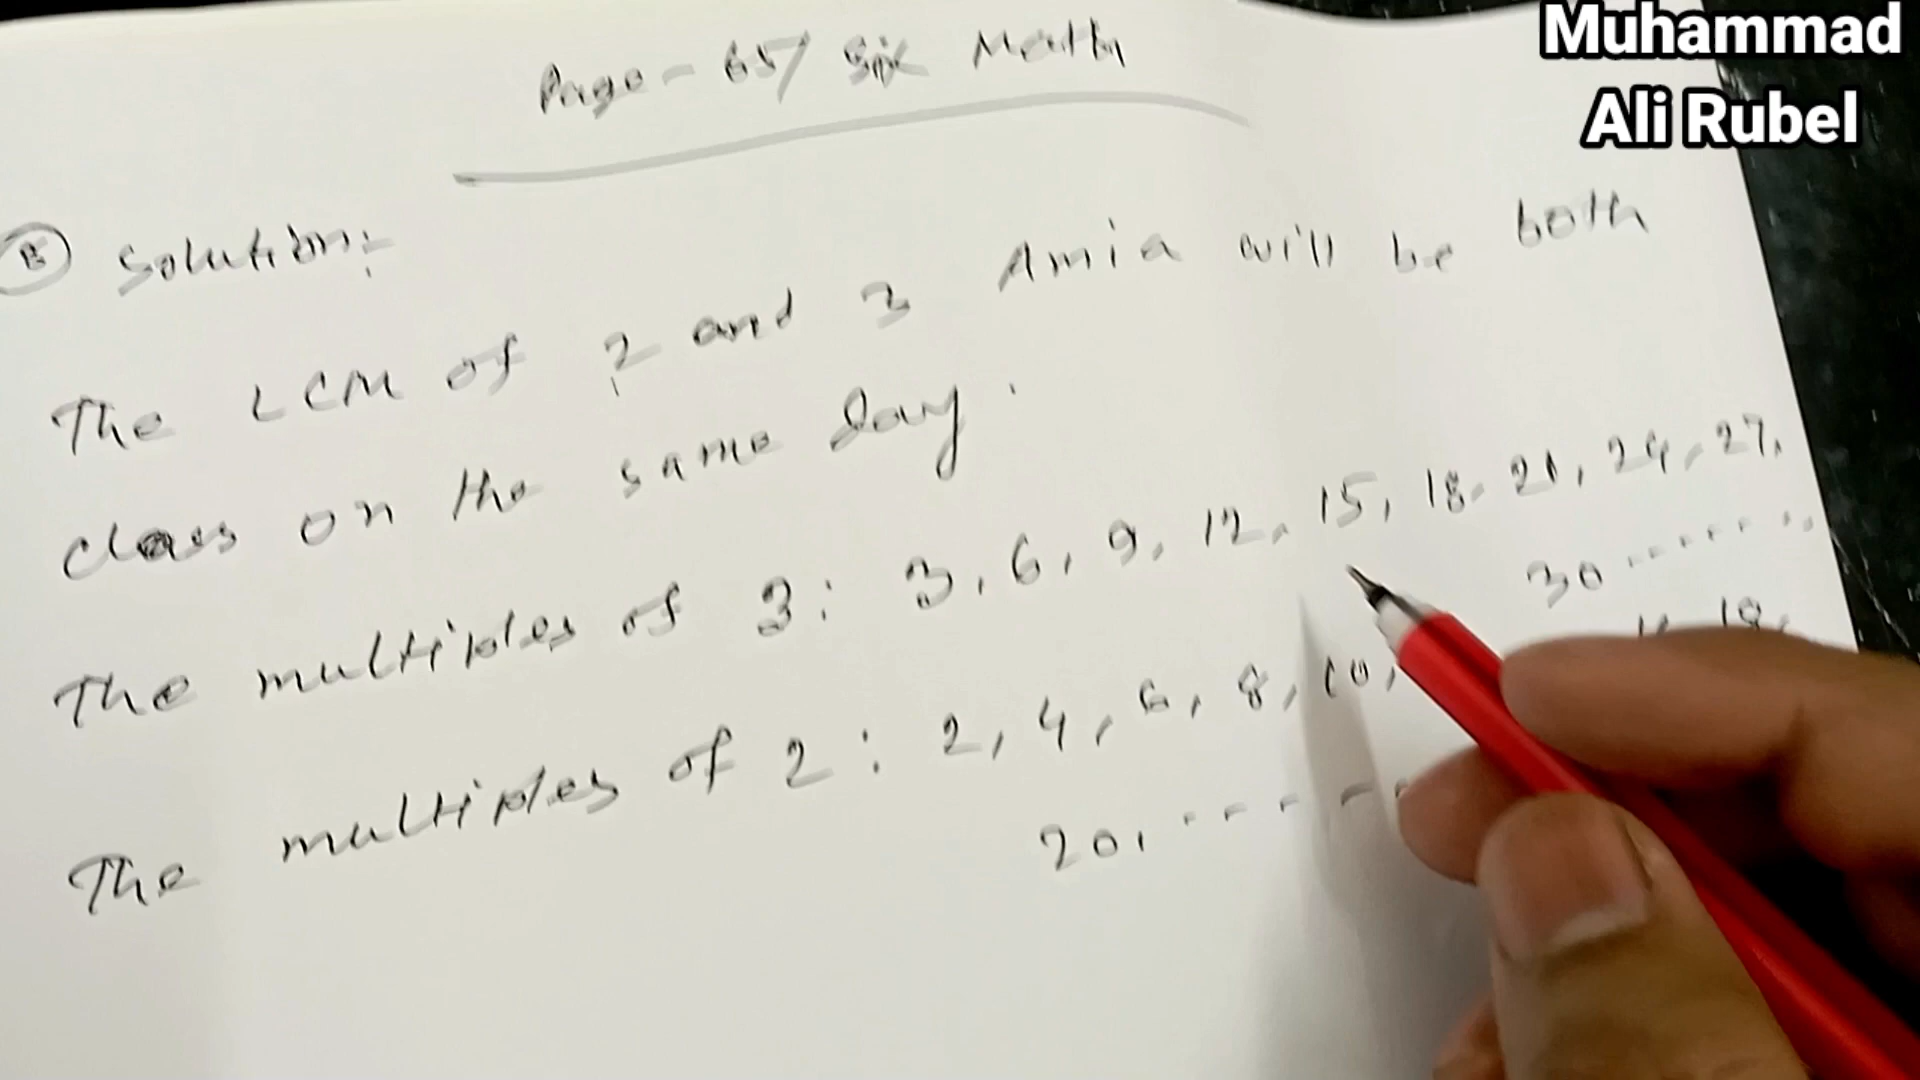 Muhammad
Ali Rubel
Page - 65/ Six Math
B Solution:
The LCM of 2 and 3 Amia will be both
class on the same day.
The multiples of 3: 3, 6, 9, 12, 15, 18, 21, 24, 27,
30 .......
The multiples of 2: 2, 4, 6, 8, 10, 18,
20, -----